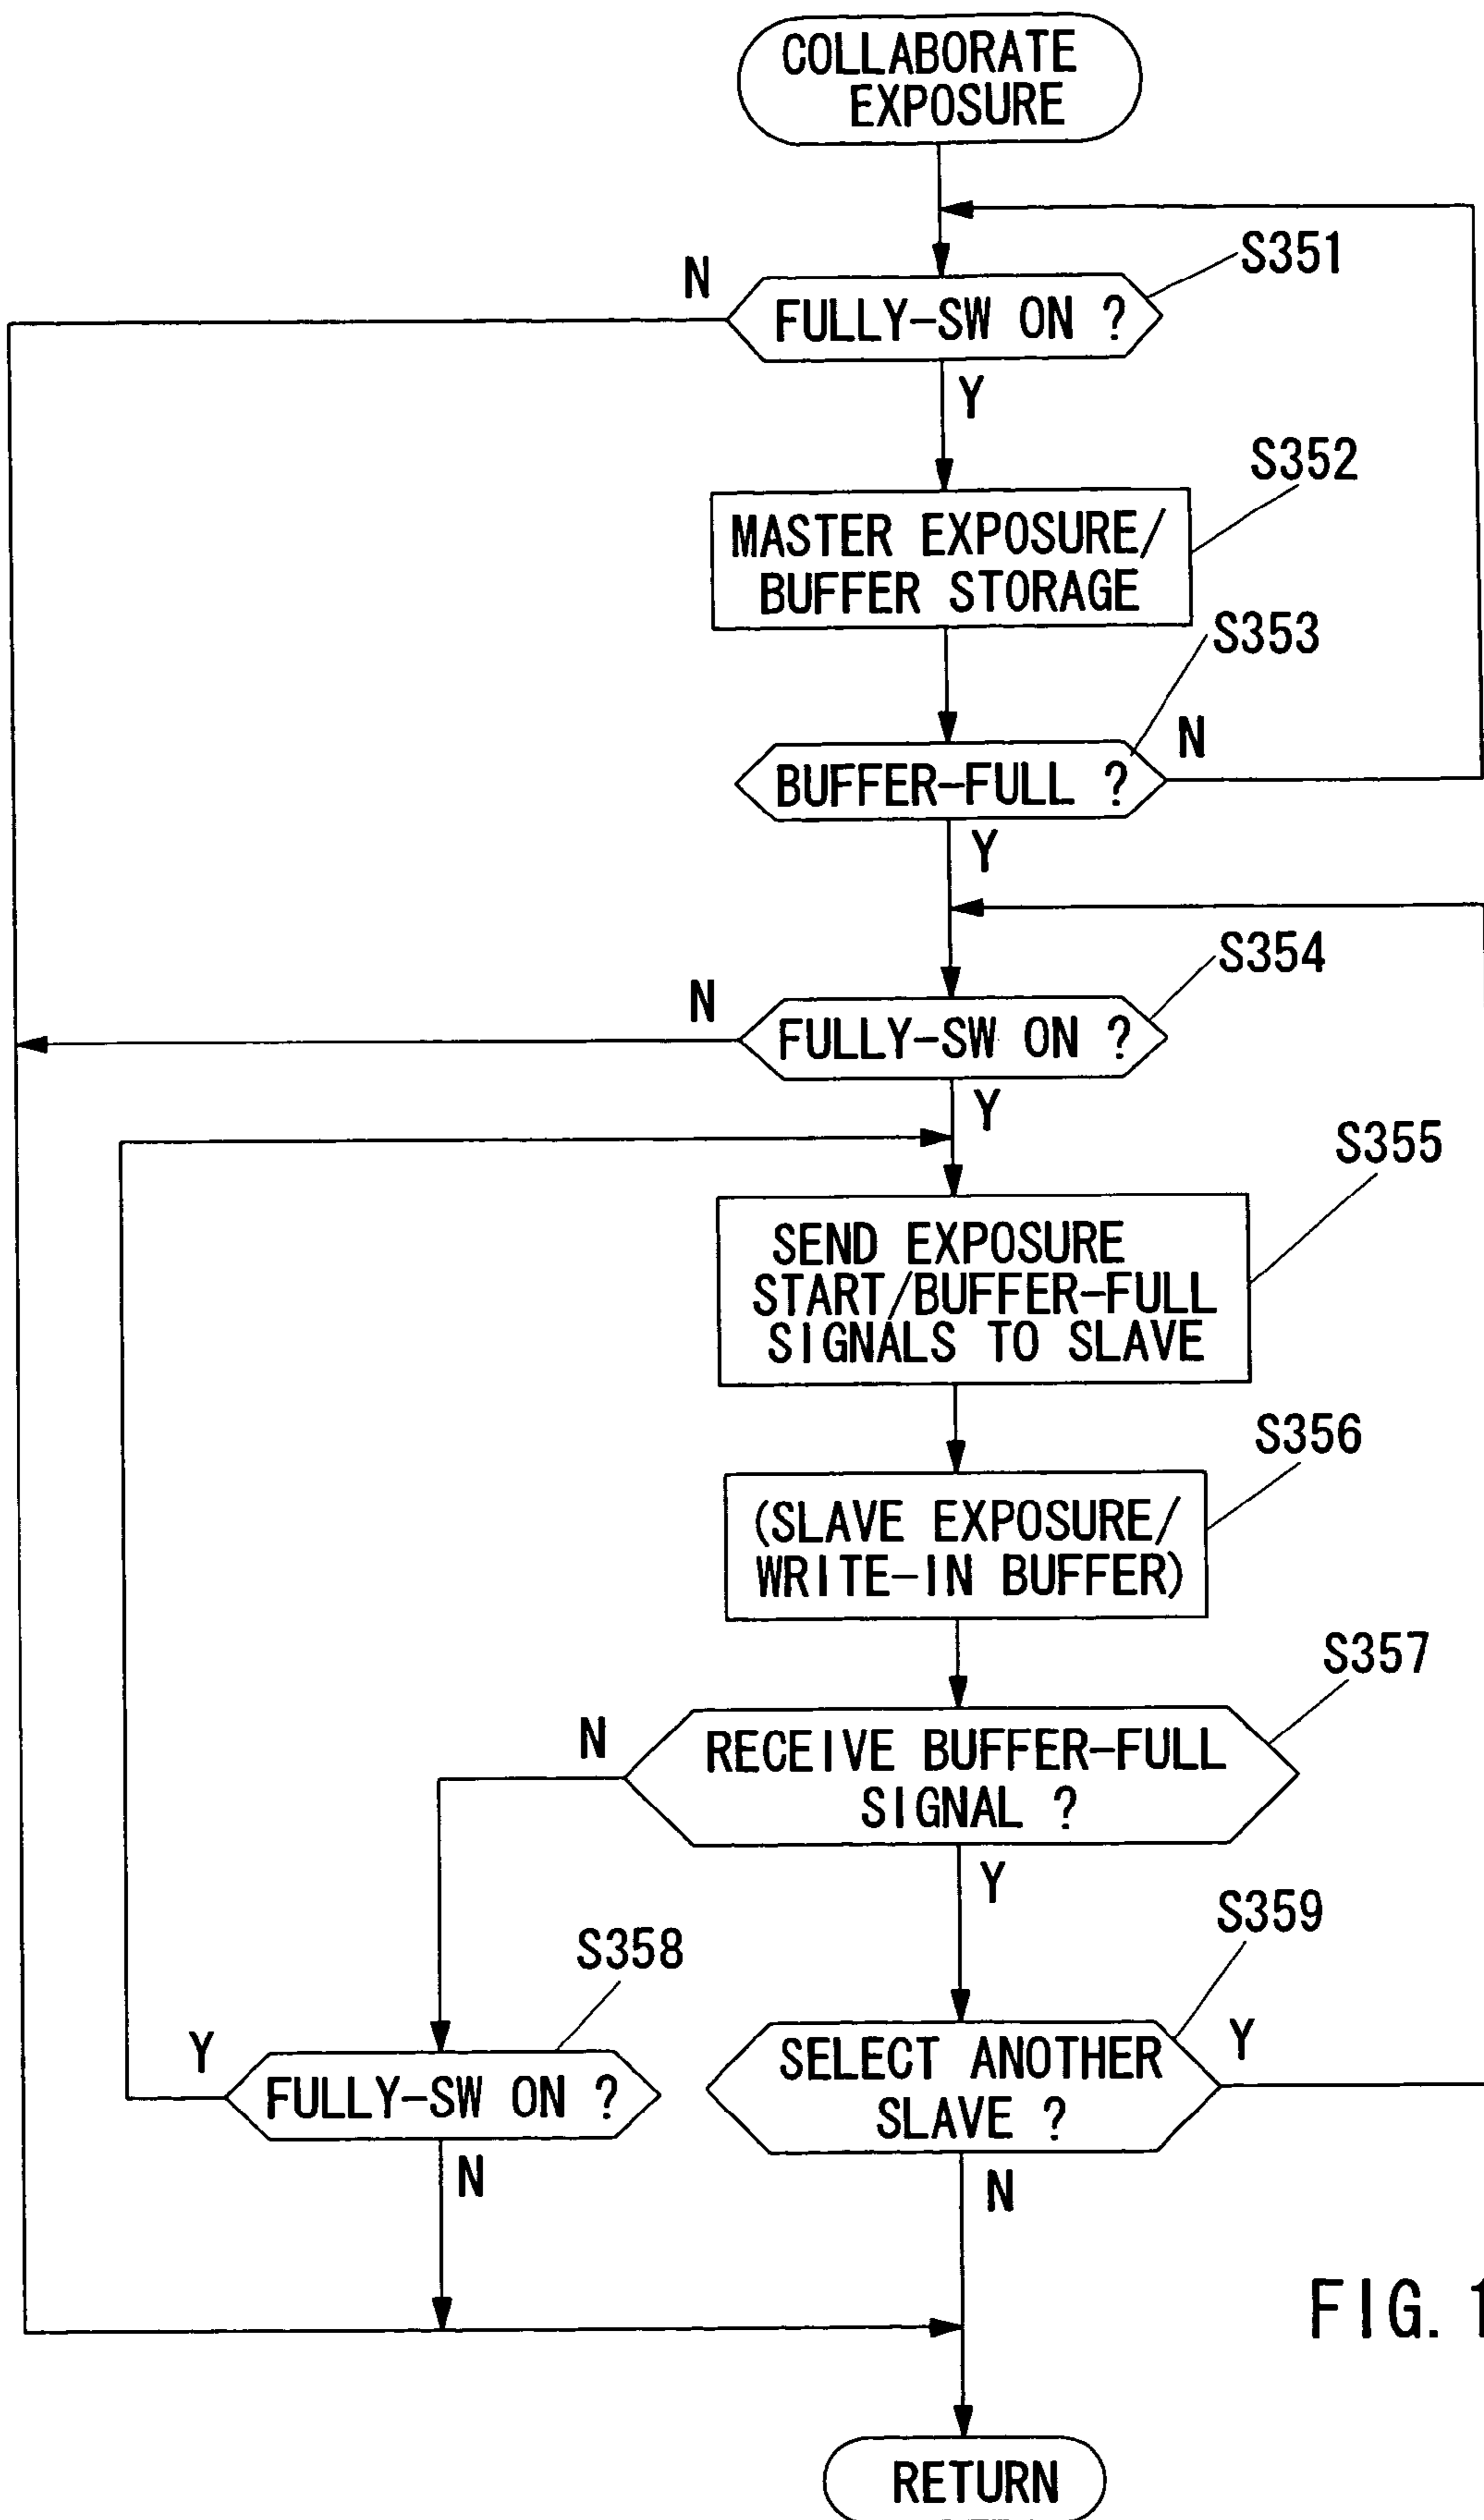 COLLABORATE
EXPOSURE
S351
N
FULLY-SW ON ?
Y
S352
MASTER EXPOSURE/
BUFFER STORAGE
S353
N
BUFFER-FULL ?
Y
S354
N
FULLY-SW ON ?
Y
S355
SEND EXPOSURE
START/BUFFER-FULL
SIGNALS TO SLAVE
S356
(SLAVE EXPOSURE/
WRITE-IN BUFFER)
S357
N
RECEIVE BUFFER-FULL
SIGNAL ?
Y
S359
S358
Y
SELECT ANOTHER
SLAVE ?
Y
FULLY-SW ON ?
N
N
FIG.
RETURN